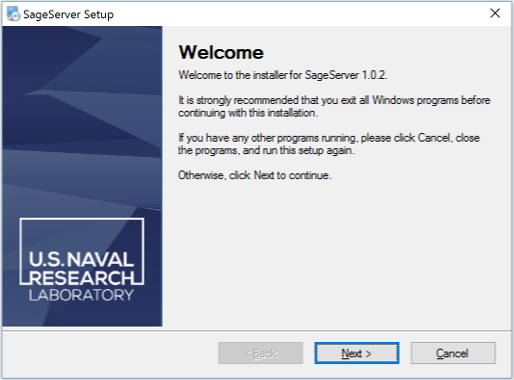 SageServer Setup
Welcome
Welcome to the installer for SageServer 1.0.2.
It is strongly recommended that you exit all Windows programs before
continuing with this installation.
If you have any other programs running, please click Cancel, close
the programs, and run this setup again.
Otherwise, click Next to continue.
U.S. NAVAL
RESEARCH
LABORATORY
< Back
Next >
Cancel